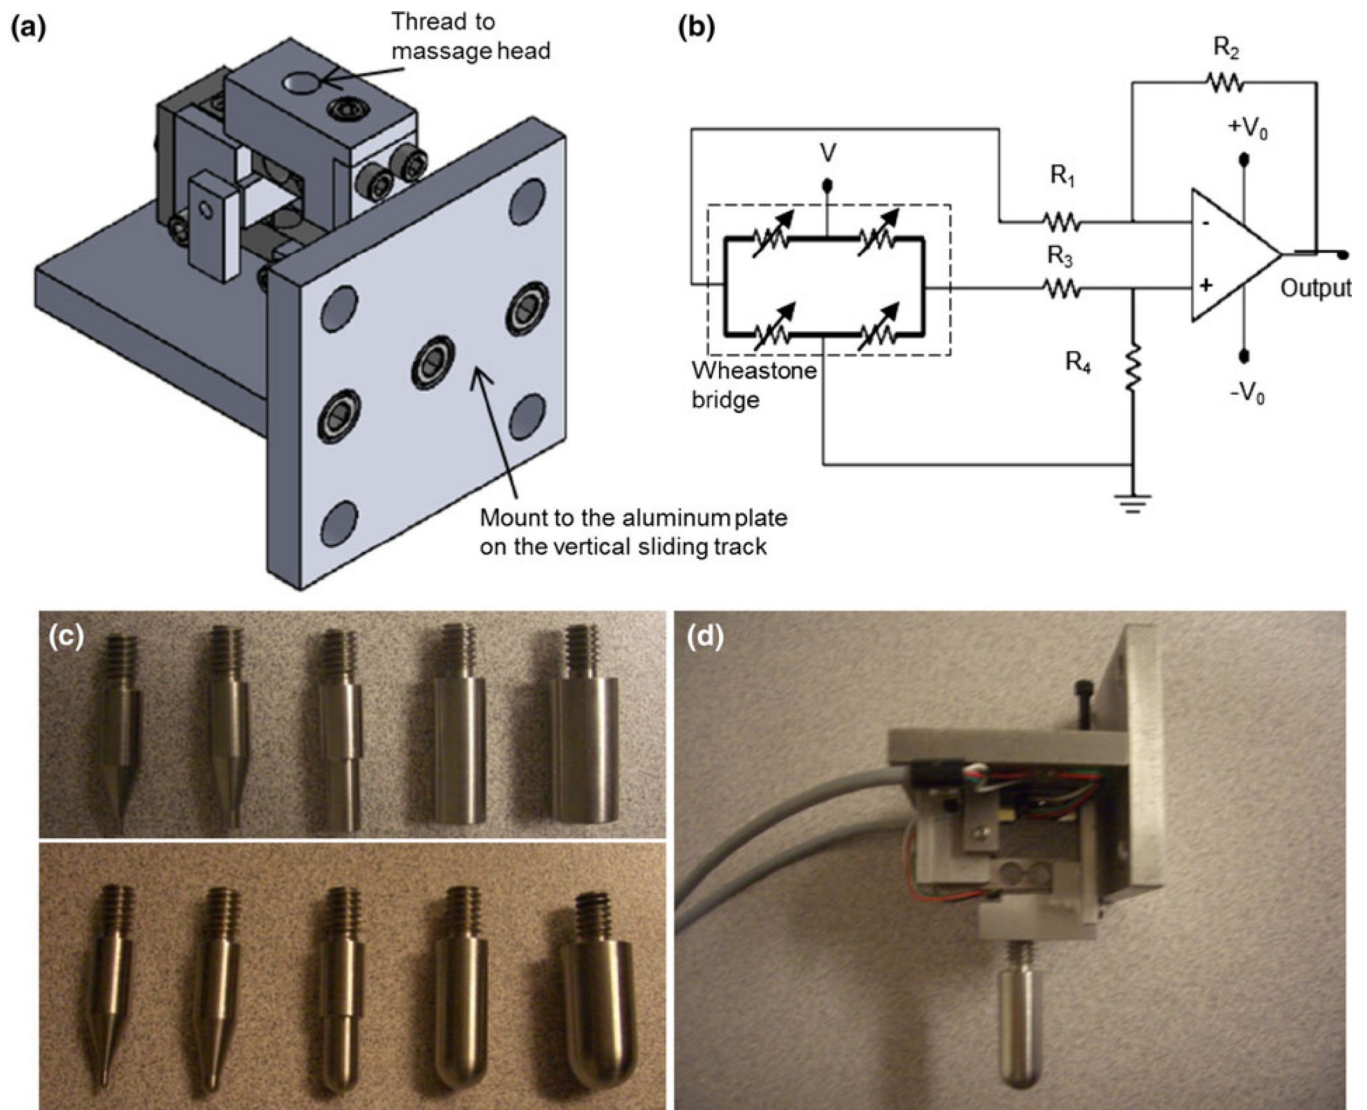 (a)
Thread to
massage head
Mount to the aluminum plate
on the vertical sliding track
(b)
R2
+V0
V
R1
-
R3
+
Output
Wheastone
bridge
R4
-V0
(c)
(d)